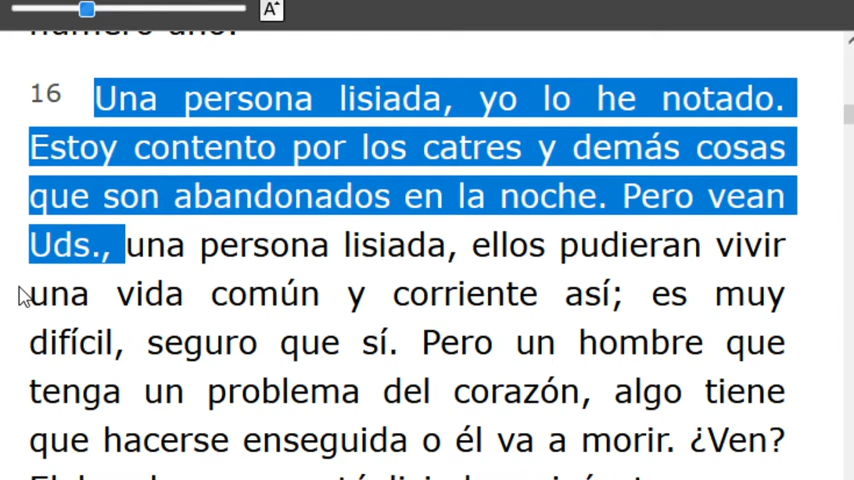 A
número uno.
16 Una persona lisiada, yo lo he notado.
Estoy contento por los catres y demás cosas
que son abandonados en la noche. Pero vean
Uds., una persona lisiada, ellos pudieran vivir
una vida común y corriente así; es muy
difícil, seguro que sí. Pero un hombre que
tenga un problema del corazón, algo tiene
que hacerse enseguida o él va a morir. ¿Ven?